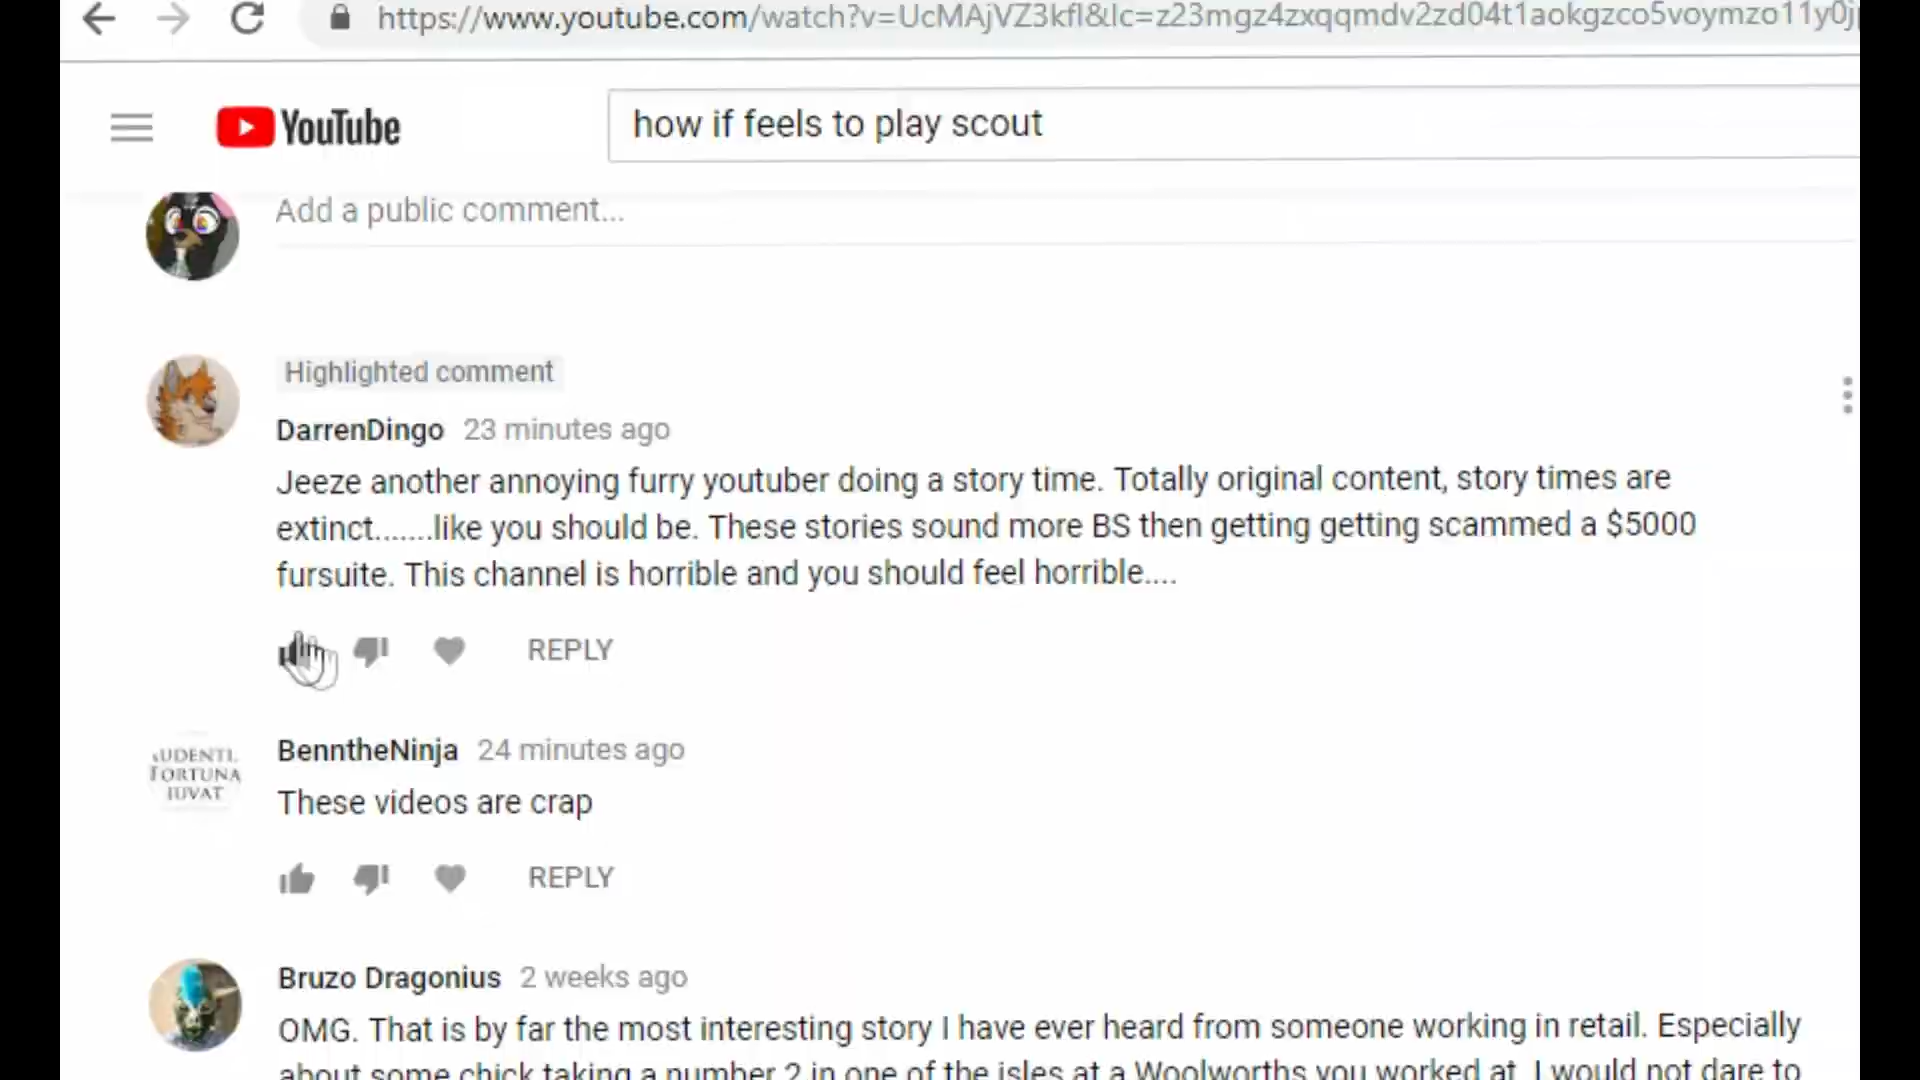 https://www.youtube.com/watch?v=UcMAjVZ3kfI&lc=z23mgz4zxqqmdv2zd04t1aokgzco5voymzo11y0j
YouTube
how if feels to play scout
Add a public comment...
Highlighted comment
DarrenDingo 23 minutes ago
Jeeze another annoying furry youtuber doing a story time. Totally original content, story times are
extinct.......like you should be. These stories sound more BS then getting getting scammed a $5000
fursuite. This channel is horrible and you should feel horrible....
REPLY
AUDENTI
FORTUNA
IUVAT
BenntheNinja 24 minutes ago
These videos are crap
REPLY
Bruzo Dragonius 2 weeks ago
OMG. That is by far the most interesting story I have ever heard from someone working in retail. Especially
about some chick taking a number 2 in one of the isles at a Woolworths you worked at. I would not dare to